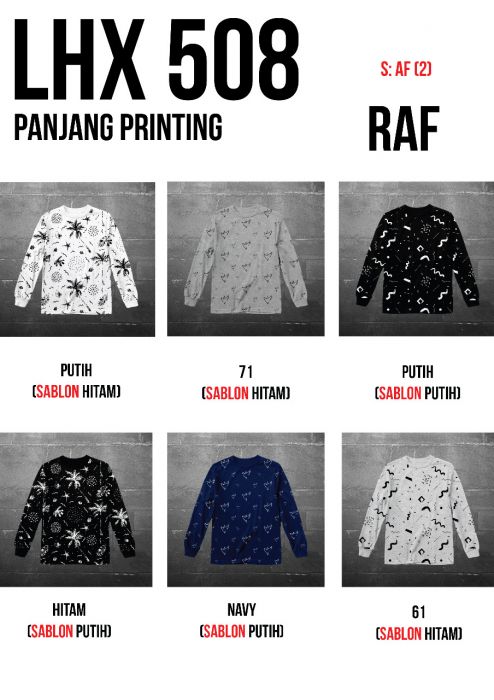 LHX 508
PANJANG PRINTING
S: AF (2)
RAF
PUTIH
(SABLON HITAM)
71
(SABLON HITAM)
PUTIH
(SABLON PUTIH)
HITAM
(SABLON PUTIH)
NAVY
(SABLON PUTIH)
61
(SABLON HITAM)